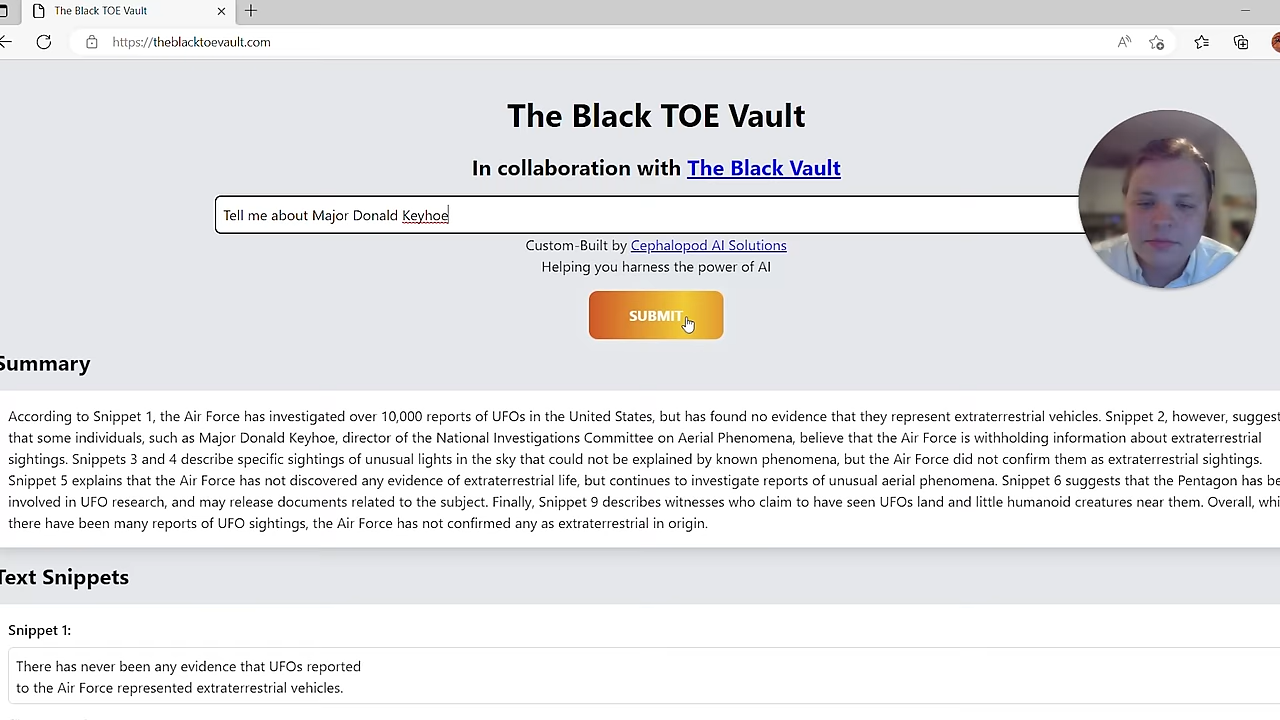 The Black TOE Vault
https://theblacktoevault.com
The Black TOE Vault
In collaboration with The Black Vault
Tell me about Major Donald Keyhoe
Custom-Built by Cephalopod AI Solutions
Helping you harness the power of AI
SUBMIT
Summary
According to Snippet 1, the Air Force has investigated over 10,000 reports of UFOs in the United States, but has found no evidence that they represent extraterrestrial vehicles. Snippet 2, however, suggest
that some individuals, such as Major Donald Keyhoe, director of the National Investigations Committee on Aerial Phenomena, believe that the Air Force is withholding information about extraterrestrial
sightings. Snippets 3 and 4 describe specific sightings of unusual lights in the sky that could not be explained by known phenomena, but the Air Force did not confirm them as extraterrestrial sightings.
Snippet 5 explains that the Air Force has not discovered any evidence of extraterrestrial life, but continues to investigate reports of unusual aerial phenomena. Snippet 6 suggests that the Pentagon has be
involved in UFO research, and may release documents related to the subject. Finally, Snippet 9 describes witnesses who claim to have seen UFOs land and little humanoid creatures near them. Overall, whi
there have been many reports of UFO sightings, the Air Force has not confirmed any as extraterrestrial in origin.
Text Snippets
Snippet 1:
There has never been any evidence that UFOs reported
to the Air Force represented extraterrestrial vehicles.